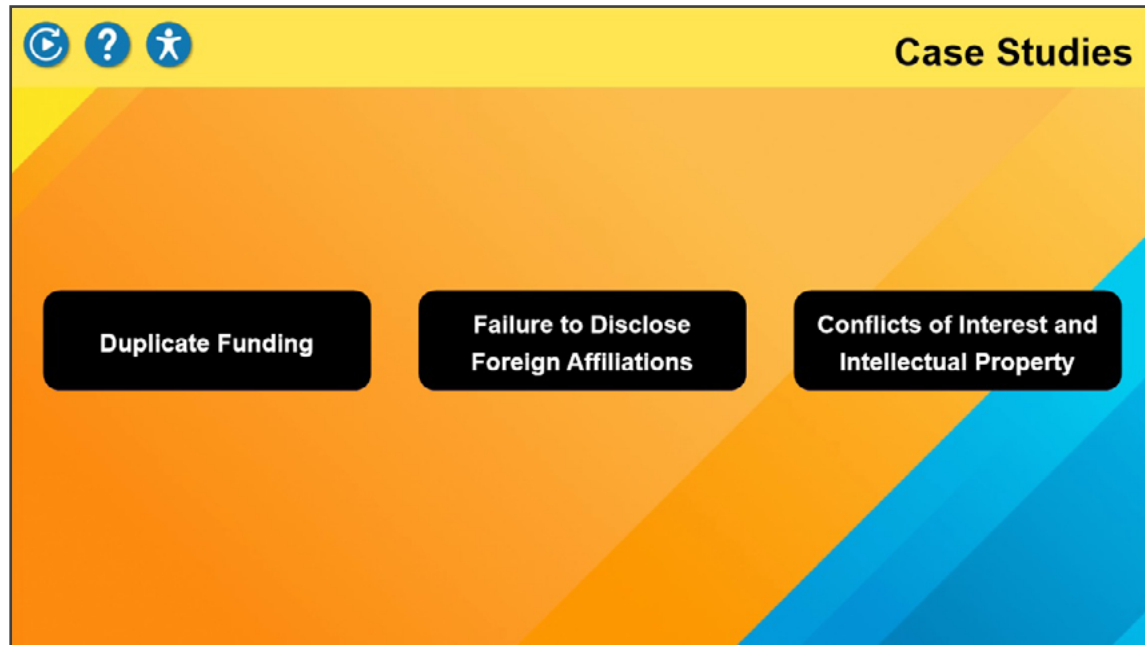 Case Studies
Duplicate Funding
Failure to Disclose
Foreign Affiliations
Conflicts of Interest and
Intellectual Property